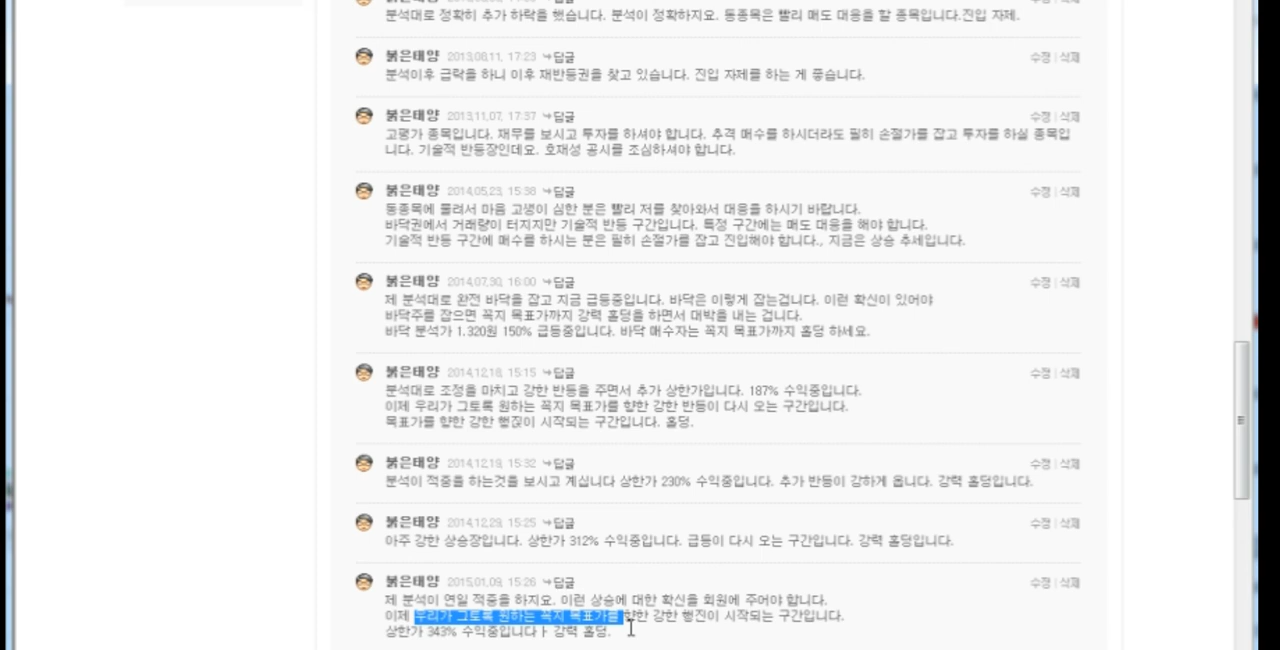 분석대로 정확히 추가 하락을 했습니다. 분석이 정확하지요. 동종목은 빨리 매도 대응을 할 종목입니다.진입 자제.
붉은태양 2013,08,11, 17:23 답글 수정 | 삭제
분석이후 급락을 하니 이후 재반등권을 찾고 있습니다. 진입 자제를 하는 게 좋습니다.
붉은태양 2013,11,07, 17:37 답글 수정 | 삭제
고평가 종목입니다. 재무를 보시고 투자를 하셔야 합니다. 추격 매수를 하시더라도 필히 손절가를 잡고 투자를 하실 종목입
니다. 기술적 반등장인데요. 호재성 공시를 조심하셔야 합니다.
붉은태양 2014,05,23, 15:38 답글 수정 | 삭제
동종목에 물려서 마음 고생이 심한 분은 빨리 저를 찾아와서 대응을 하시기 바랍니다.
바닥권에서 거래량이 터지지만 기술적 반등 구간입니다. 특정 구간에는 매도 대응을 해야 합니다.
기술적 반등 구간에 매수를 하시는 분은 필히 손절가를 잡고 진입해야 합니다., 지금은 상승 추세입니다.
붉은태양 2014,07,30, 16:00 답글 수정 | 삭제
제 분석대로 완전 바닥을 잡고 지금 급등중입니다. 바닥은 이렇게 잡는겁니다. 이런 확신이 있어야
바닥주를 잡으면 꼭지 목표가까지 강력 홀딩을 하면서 대박을 내는 겁니다.
바닥 분석가 1,320원 150% 급등중입니다. 바닥 매수자는 꼭지 목표가까지 홀딩 하세요.
붉은태양 2014,12,18, 15:15 답글 수정 | 삭제
분석대로 조정을 마치고 강한 반등을 주면서 추가 상한가입니다. 187% 수익중입니다.
이제 우리가 그토록 원하는 꼭지 목표가를 향한 강한 반등이 다시 오는 구간입니다.
목표가를 향한 강한 행진이 시작되는 구간입니다. 홀딩.
붉은태양 2014,12,19, 15:32 답글 수정 | 삭제
분석이 적중을 하는것을 보시고 계십니다 상한가 230% 수익중입니다. 추가 반등이 강하게 옵니다. 강력 홀딩입니다.
붉은태양 2014,12,29, 15:25 답글 수정 | 삭제
아주 강한 상승장입니다. 상한가 312% 수익중입니다. 급등이 다시 오는 구간입니다. 강력 홀딩입니다.
붉은태양 2015,01,09, 15:26 답글 수정 | 삭제
제 분석이 연일 적중을 하지요. 이런 상승에 대한 확신을 회원에 주어야 합니다.
이제 우리가 그토록 원하는 꼭지 목표가를 향한 강한 행진이 시작되는 구간입니다.
상한가 343% 수익중입니다ㅏ 강력 홀딩.